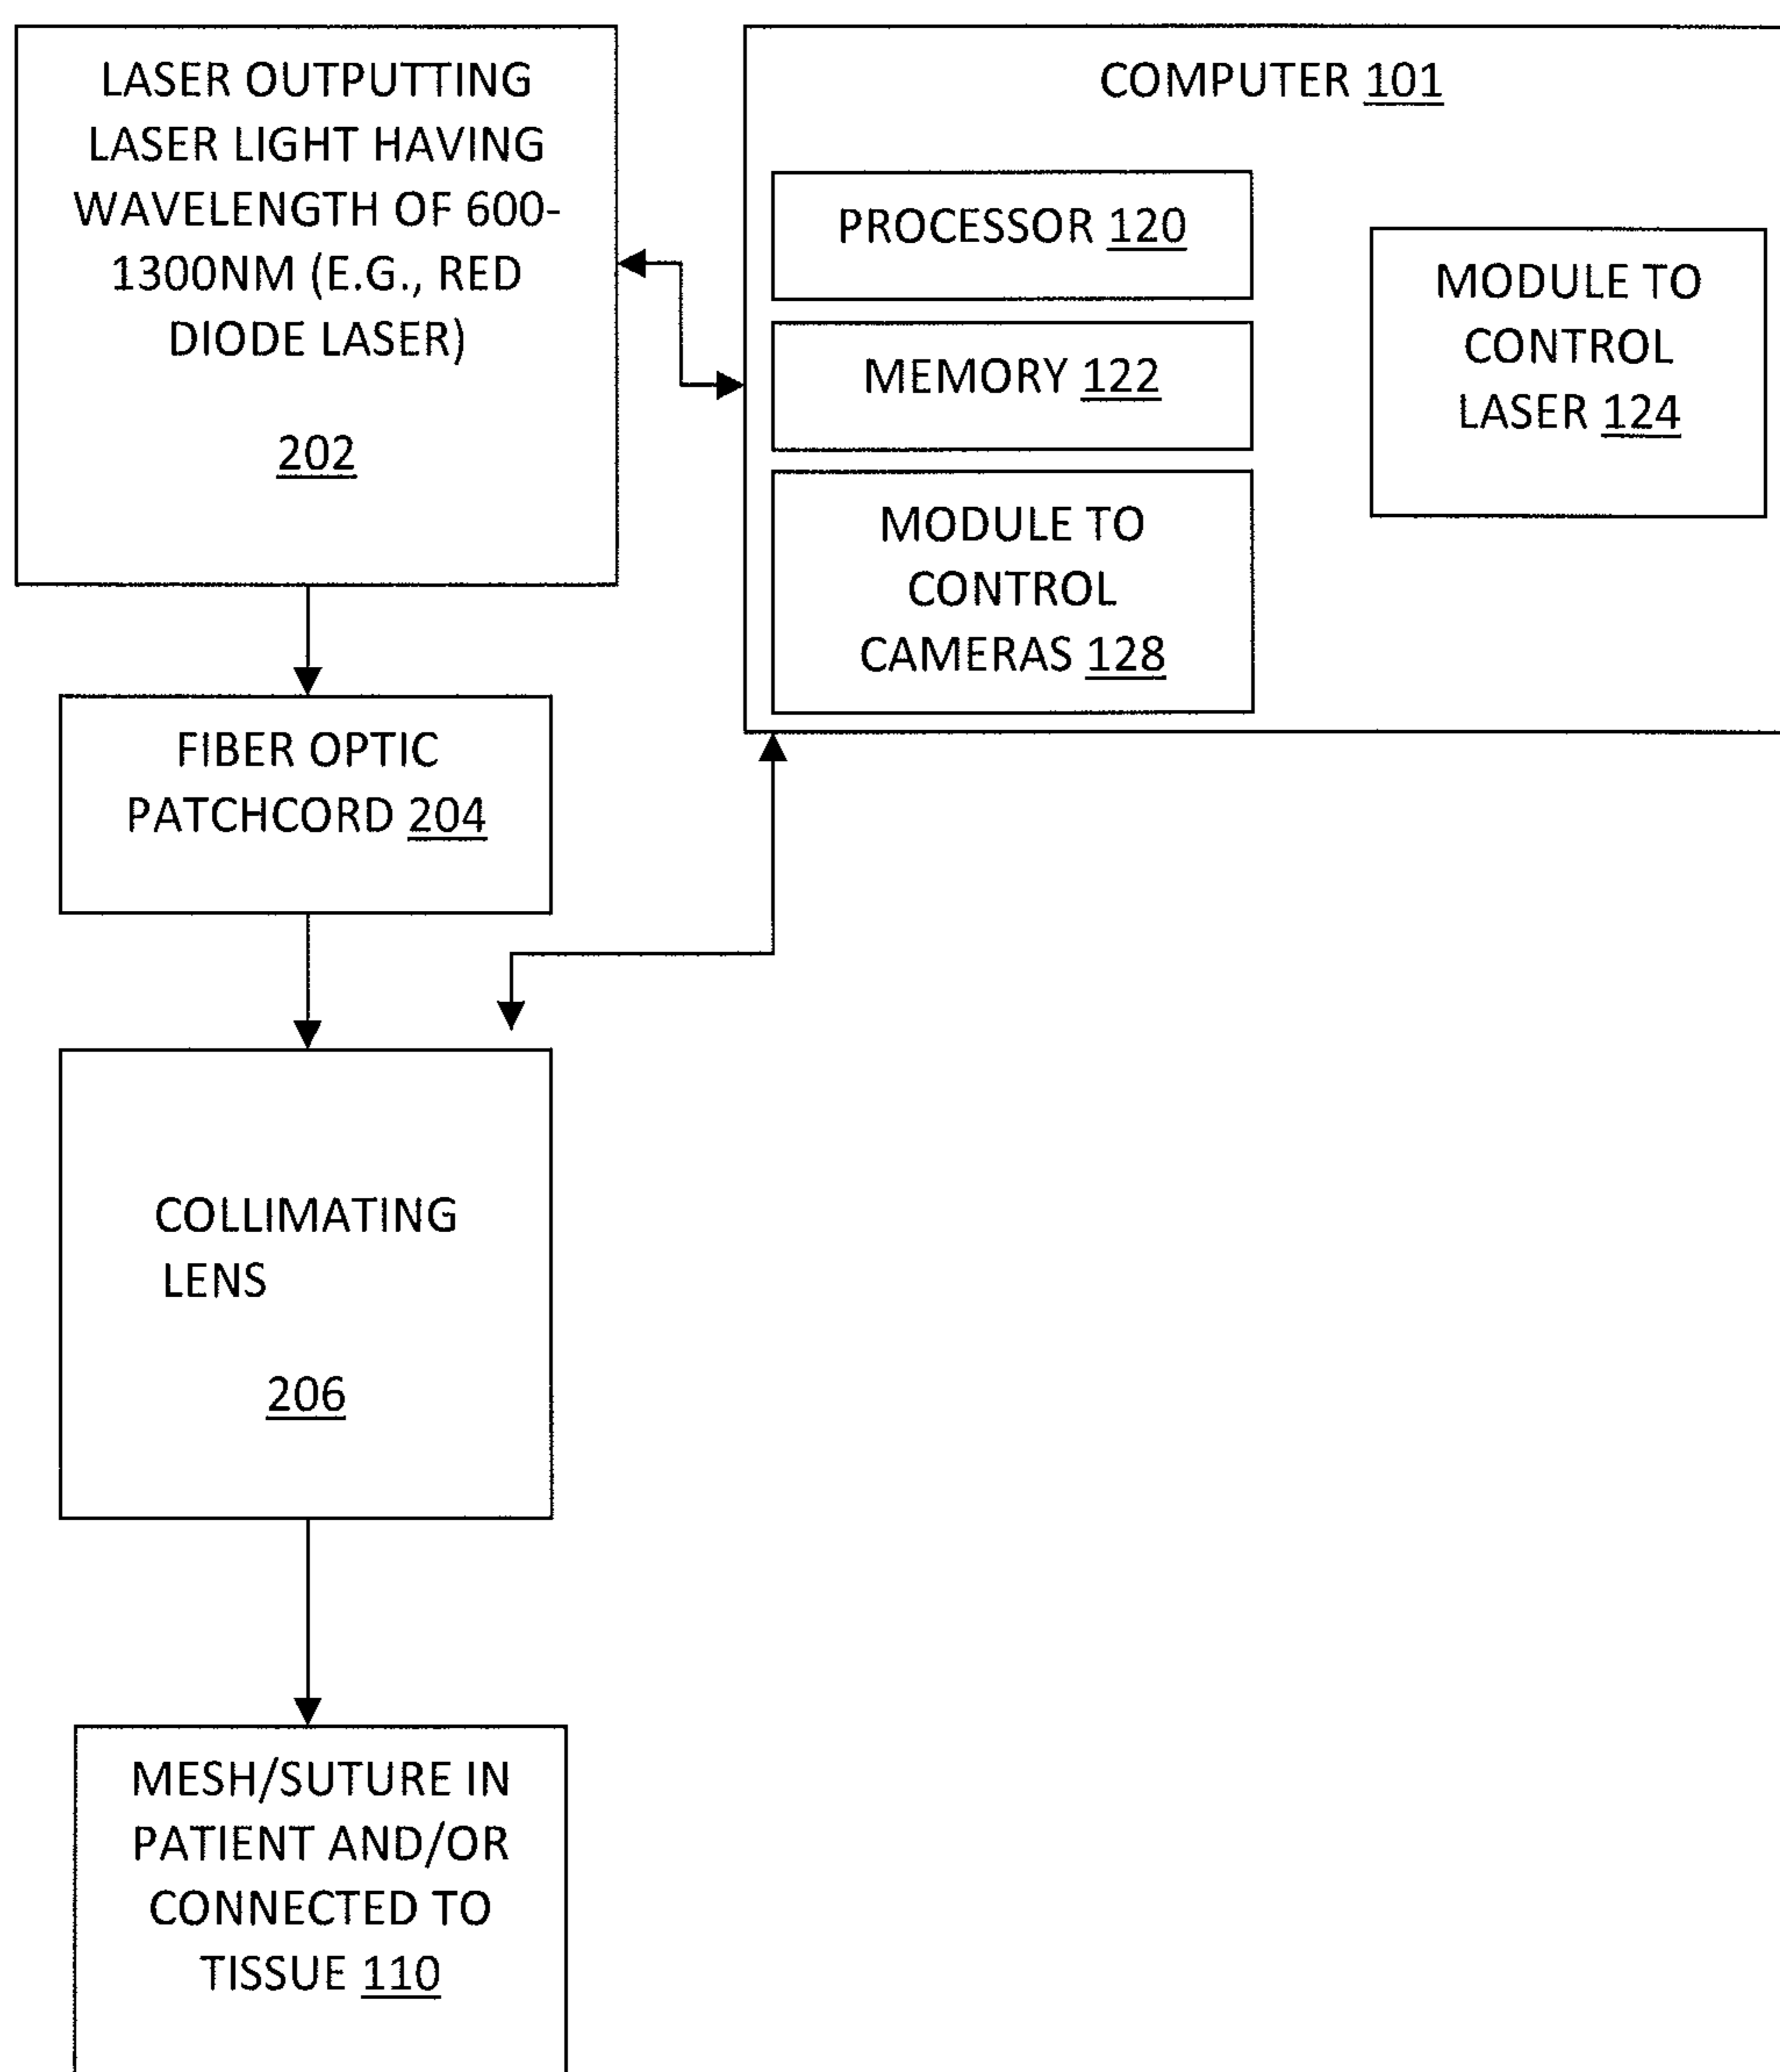 LASER OUTPUTTING
LASER LIGHT HAVING
WAVELENGTH OF 600-
1300NM (E.G., RED
DIODE LASER)
202
COMPUTER 101
PROCESSOR 120
MEMORY 122
MODULE TO
CONTROL
CAMERAS 128
MODULE TO
CONTROL
LASER 124
FIBER OPTIC
PATCHCORD 204
COLLIMATING
LENS
206
MESH/SUTURE IN
PATIENT AND/OR
CONNECTED TO
TISSUE 110